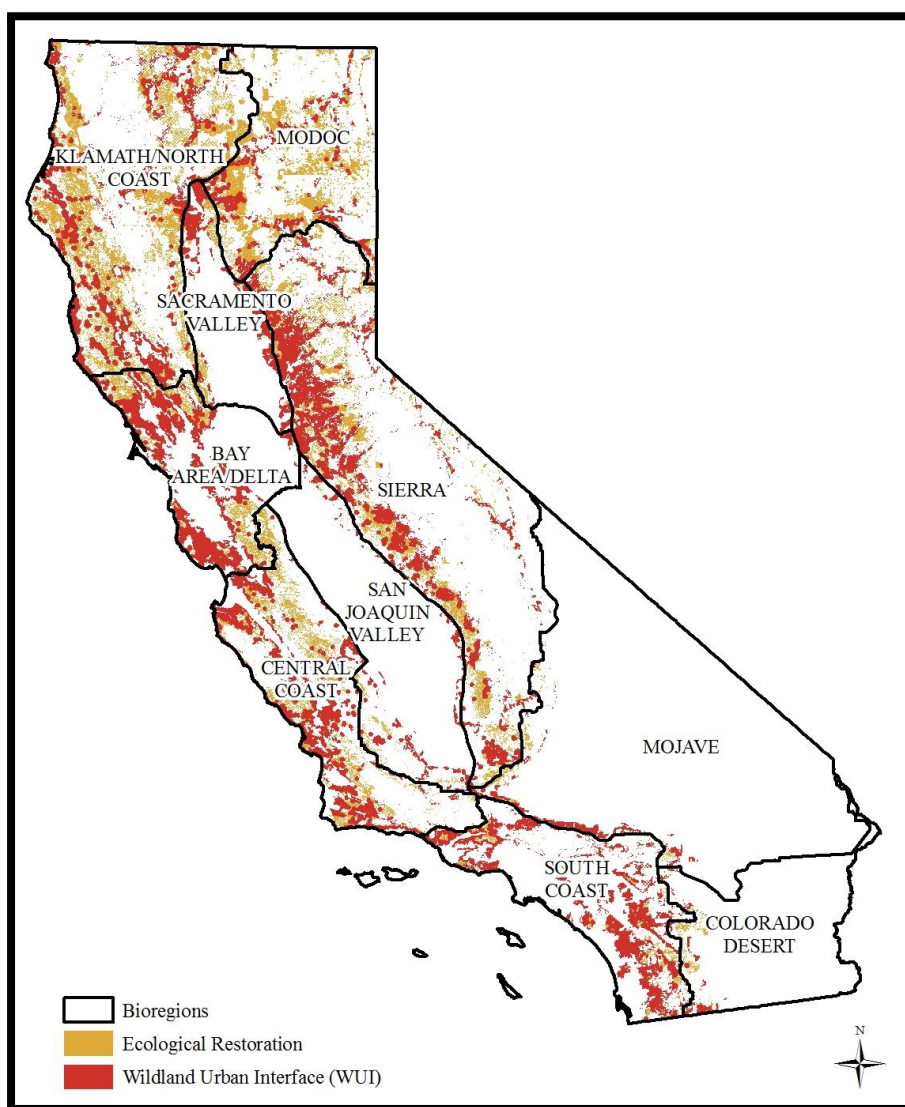 MODOC
KLAMATH/NORTH
COAST
SACRAMENTO
VALLEY
BAY
AREA/DELTA
SIERRA
SAN
JOAQUIN
VALLEY
CENTRAL
COAST
MOJAVE
SOUTH
COAST
COLORADO
DESERT
Bioregions
Ecological Restoration
Wildland Urban Interface (WUI)
N